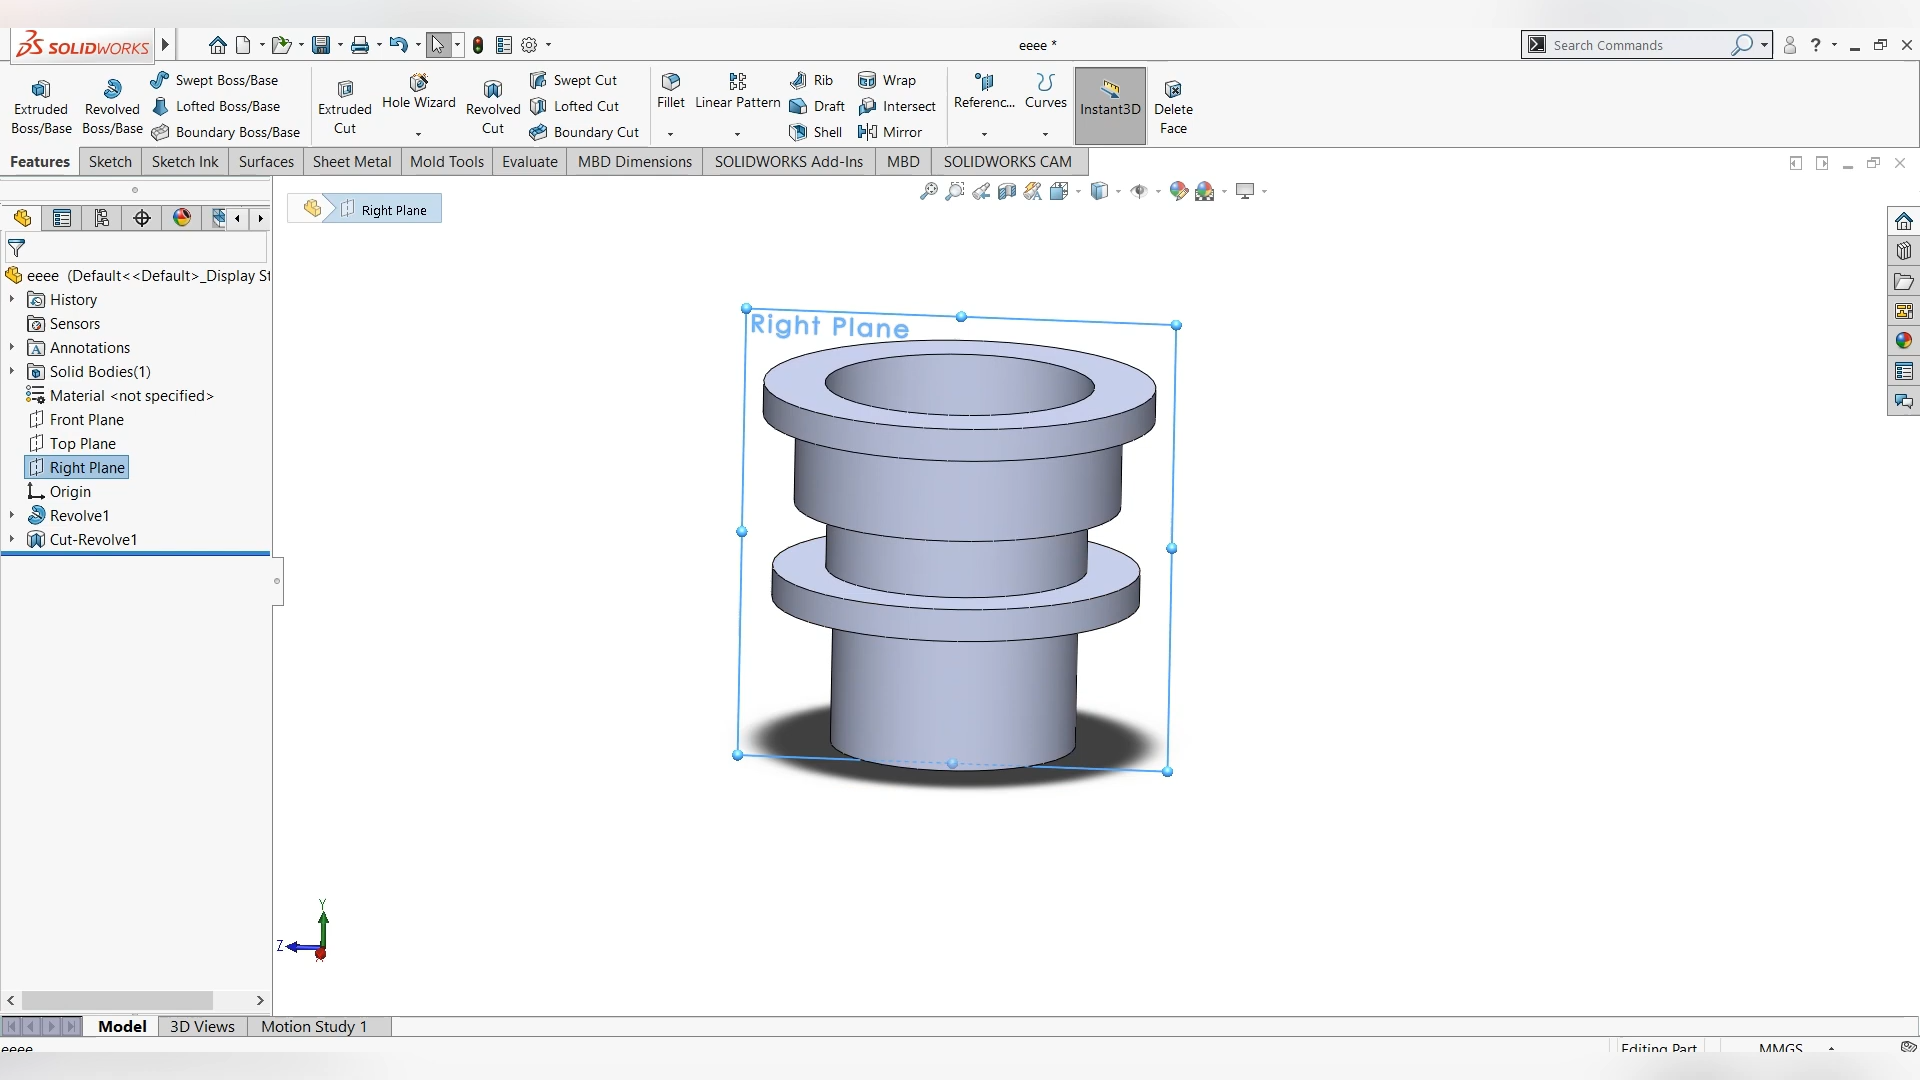 SOLIDWORKS
eeee *
Search Commands
?
Extruded Boss/Base
Revolved Boss/Base
Swept Boss/Base
Lofted Boss/Base
Boundary Boss/Base
Extruded Cut
Hole Wizard
Revolved Cut
Swept Cut
Lofted Cut
Boundary Cut
Fillet
Linear Pattern
Rib
Draft
Shell
Wrap
Intersect
Mirror
Referenc...
Curves
Instant3D
Delete Face
Features
Sketch
Sketch Ink
Surfaces
Sheet Metal
Mold Tools
Evaluate
MBD Dimensions
SOLIDWORKS Add-Ins
MBD
SOLIDWORKS CAM
Right Plane
eeee (Default<<Default>_Display St
History
Sensors
Annotations
Solid Bodies(1)
Material <not specified>
Front Plane
Top Plane
Right Plane
Origin
Revolve1
Cut-Revolve1
Right Plane
Y
Z
Model
3D Views
Motion Study 1
eeee
Editing Part
MMGS